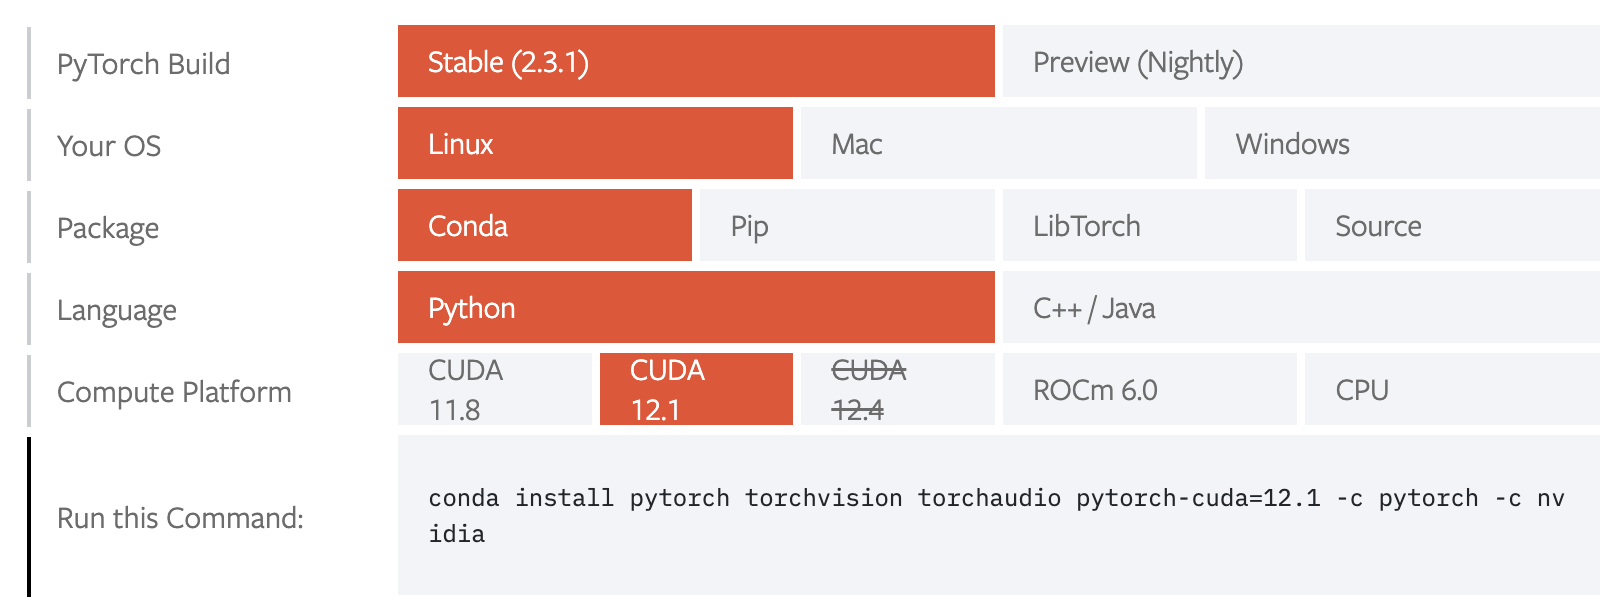 PyTorch Build
Stable (2.3.1)
Preview (Nightly)
Your OS
Linux
Mac
Windows
Package
Conda
Pip
LibTorch
Source
Language
Python
C++ / Java
Compute Platform
CUDA
11.8
CUDA
12.1
CUDA
12.4
ROCm 6.0
CPU
Run this Command:
conda install pytorch torchvision torchaudio pytorch-cuda=12.1 -c pytorch -c nv
idia